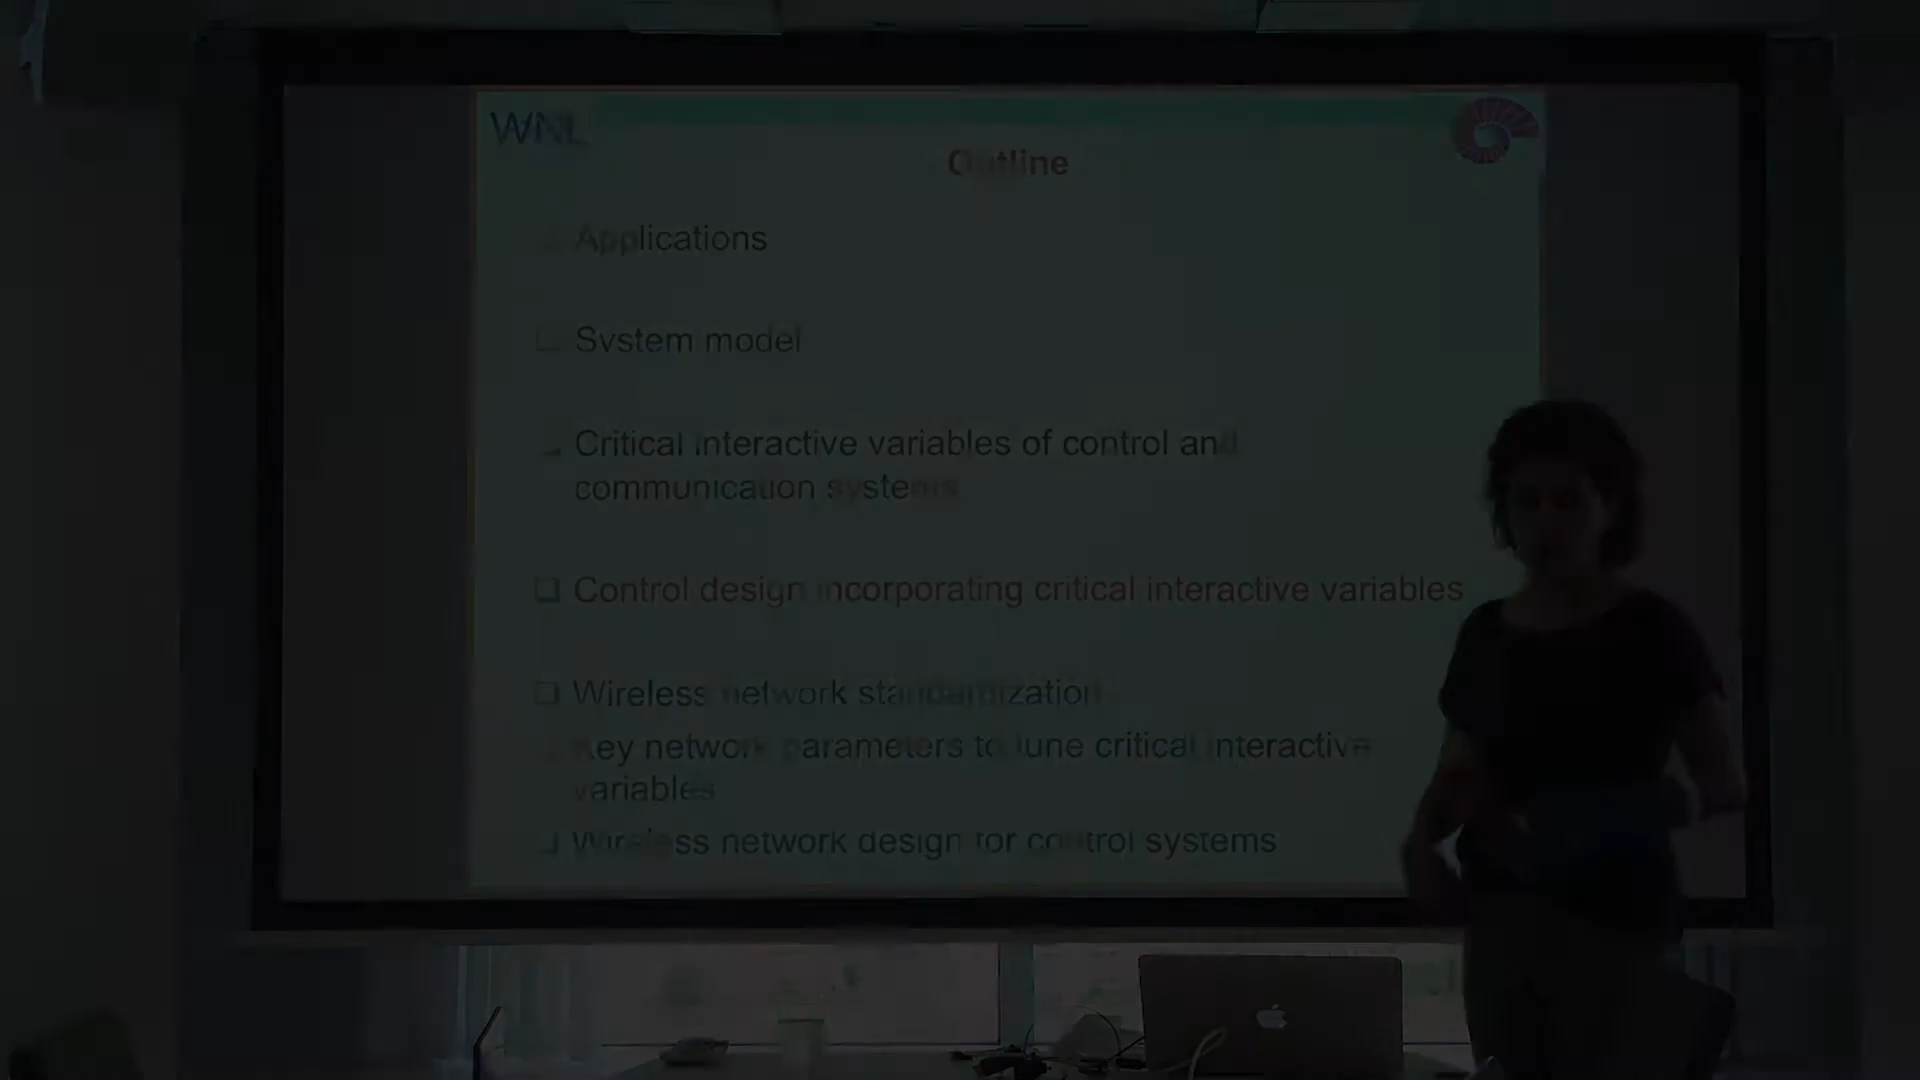 WNL
Outline
Applications
System model
Critical interactive variables of control and
communication systems
Control design incorporating critical interactive variables
Wireless network standardization
Key network parameters to tune critical interactive
variables
Wireless network design for control systems